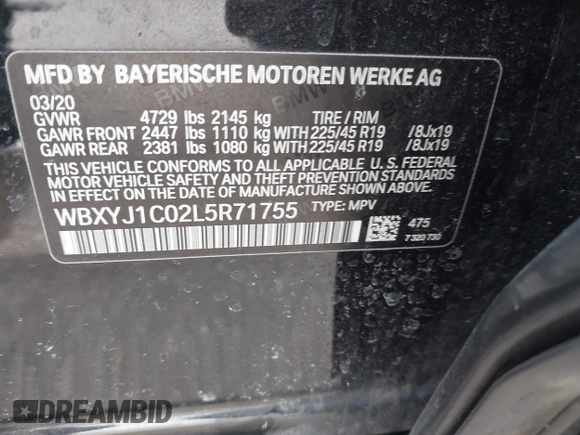 MFD BY BAYERISCHE MOTOREN WERKE AG
03/20
GVWR 4729 lbs 2145 kg TIRE / RIM
GAWR FRONT 2447 lbs 1110 kg WITH 225/45 R19 /8Jx19
GAWR REAR 2381 lbs 1080 kg WITH 225/45 R19 /8Jx19
THIS VEHICLE CONFORMS TO ALL APPLICABLE U.S. FEDERAL
MOTOR VEHICLE SAFETY AND THEFT PREVENTION STANDARDS
IN EFFECT ON THE DATE OF MANUFACTURE SHOWN ABOVE.
WBXYJ1C02L5R71755 TYPE: MPV
475
7 320 730
DREAMBID